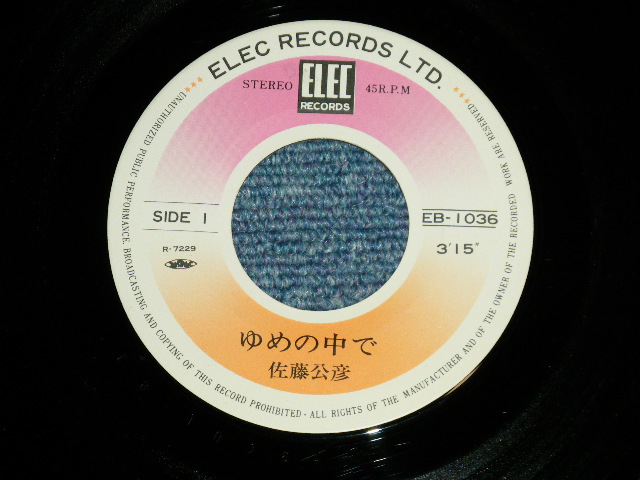 ELEC RECORDS LTD.
STEREO
ELEC
RECORDS
45R.P.M
SIDE 1
EB-1036
R-7229
3'15"
ゆめの中で
佐藤公彦
UNAUTHORIZED PUBLIC PERFORMANCE, BROADCASTING AND COPYING OF THIS RECORD PROHIBITED・ALL RIGHTS OF THE MANUFACTURER AND OF THE OWNER OF THE RECORDED WORK ARE RESERVED